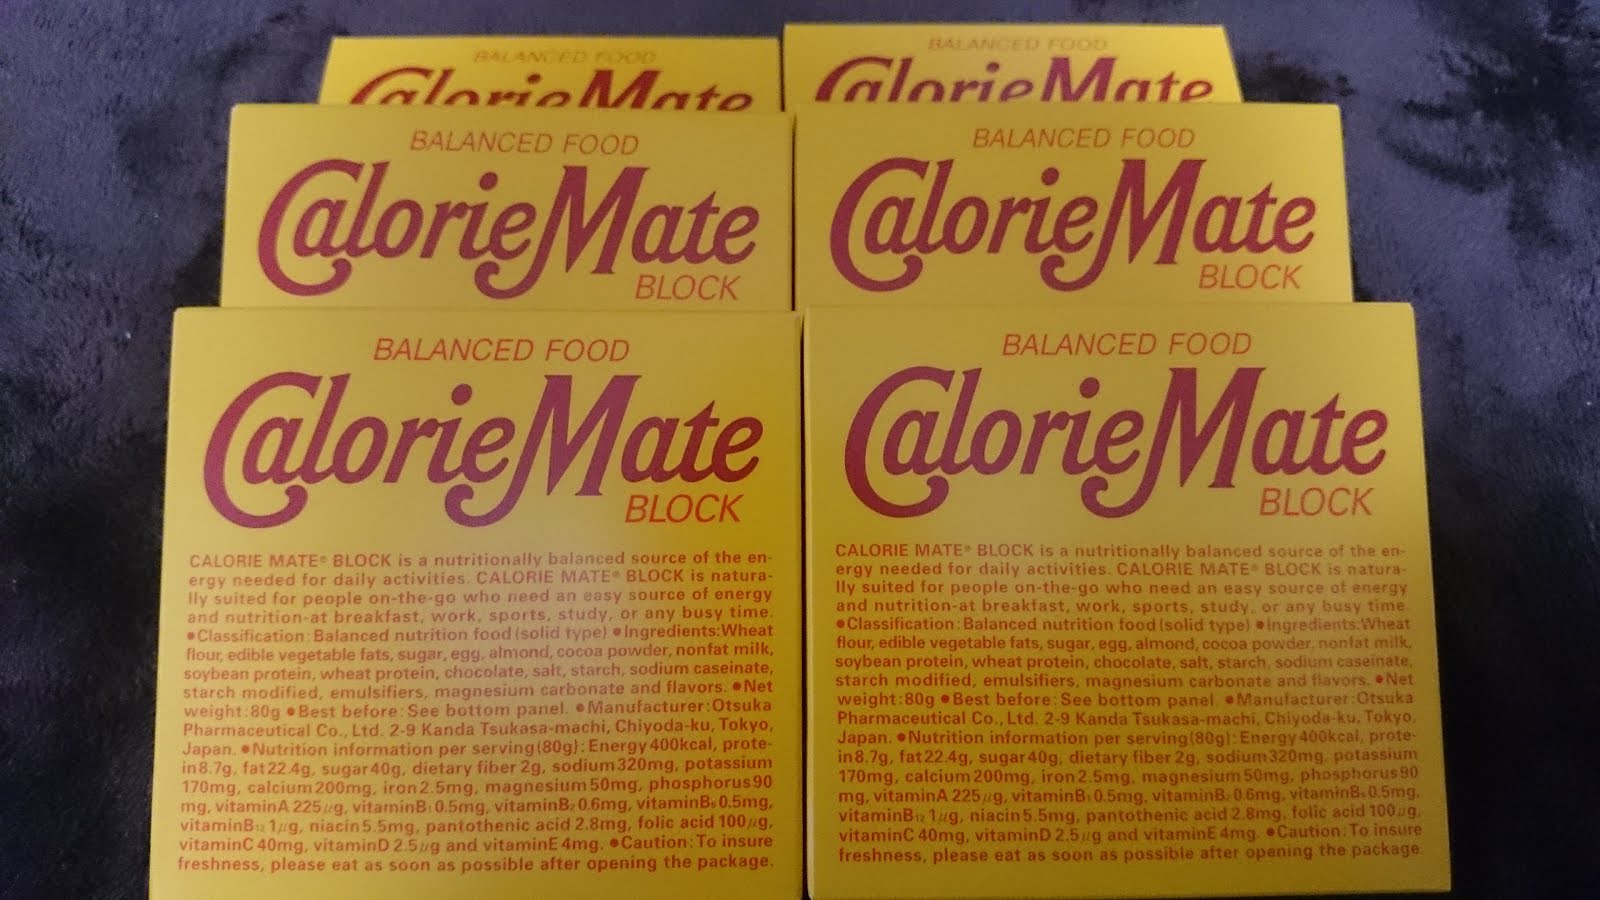 BALANCED FOOD
CalorieMate
BALANCED FOOD
CalorieMate
BALANCED FOOD
CalorieMate
BLOCK
BALANCED FOOD
CalorieMate
BLOCK
BALANCED FOOD
CalorieMate
BLOCK
CALORIE MATE® BLOCK is a nutritionally balanced source of the en-
ergy needed for daily activities. CALORIE MATE® BLOCK is natura-
lly suited for people on-the-go who need an easy source of energy
and nutrition-at breakfast, work, sports, study, or any busy time.
●Classification: Balanced nutrition food (solid type) ●Ingredients: Wheat
flour, edible vegetable fats, sugar, egg, almond, cocoa powder, nonfat milk,
soybean protein, wheat protein, chocolate, salt, starch, sodium caseinate,
starch modified, emulsifiers, magnesium carbonate and flavors. ●Net
weight: 80g ●Best before: See bottom panel. ●Manufacturer: Otsuka
Pharmaceutical Co., Ltd. 2-9 Kanda Tsukasa-machi, Chiyoda-ku, Tokyo,
Japan. ●Nutrition information per serving (80g): Energy 400kcal, prote-
in 8.7g, fat 22.4g, sugar 40g, dietary fiber 2g, sodium 320mg, potassium
170mg, calcium 200mg, iron 2.5mg, magnesium 50mg, phosphorus 90
mg, vitamin A 225μg, vitamin B₁ 0.5mg, vitamin B₂ 0.6mg, vitamin B₆ 0.5mg,
vitamin B₁₂ 1μg, niacin 5.5mg, pantothenic acid 2.8mg, folic acid 100μg,
vitamin C 40mg, vitamin D 2.5μg and vitamin E 4mg. ●Caution: To insure
freshness, please eat as soon as possible after opening the package.
BALANCED FOOD
CalorieMate
BLOCK
CALORIE MATE® BLOCK is a nutritionally balanced source of the en-
ergy needed for daily activities. CALORIE MATE® BLOCK is natura-
lly suited for people on-the-go who need an easy source of energy
and nutrition-at breakfast, work, sports, study, or any busy time.
●Classification: Balanced nutrition food (solid type) ●Ingredients: Wheat
flour, edible vegetable fats, sugar, egg, almond, cocoa powder, nonfat milk,
soybean protein, wheat protein, chocolate, salt, starch, sodium caseinate,
starch modified, emulsifiers, magnesium carbonate and flavors. ●Net
weight: 80g ●Best before: See bottom panel. ●Manufacturer: Otsuka
Pharmaceutical Co., Ltd. 2-9 Kanda Tsukasa-machi, Chiyoda-ku, Tokyo,
Japan. ●Nutrition information per serving (80g): Energy 400kcal, prote-
in 8.7g, fat 22.4g, sugar 40g, dietary fiber 2g, sodium 320mg, potassium
170mg, calcium 200mg, iron 2.5mg, magnesium 50mg, phosphorus 90
mg, vitamin A 225μg, vitamin B₁ 0.5mg, vitamin B₂ 0.6mg, vitamin B₆ 0.5mg,
vitamin B₁₂ 1μg, niacin 5.5mg, pantothenic acid 2.8mg, folic acid 100μg,
vitamin C 40mg, vitamin D 2.5μg and vitamin E 4mg. ●Caution: To insure
freshness, please eat as soon as possible after opening the package.